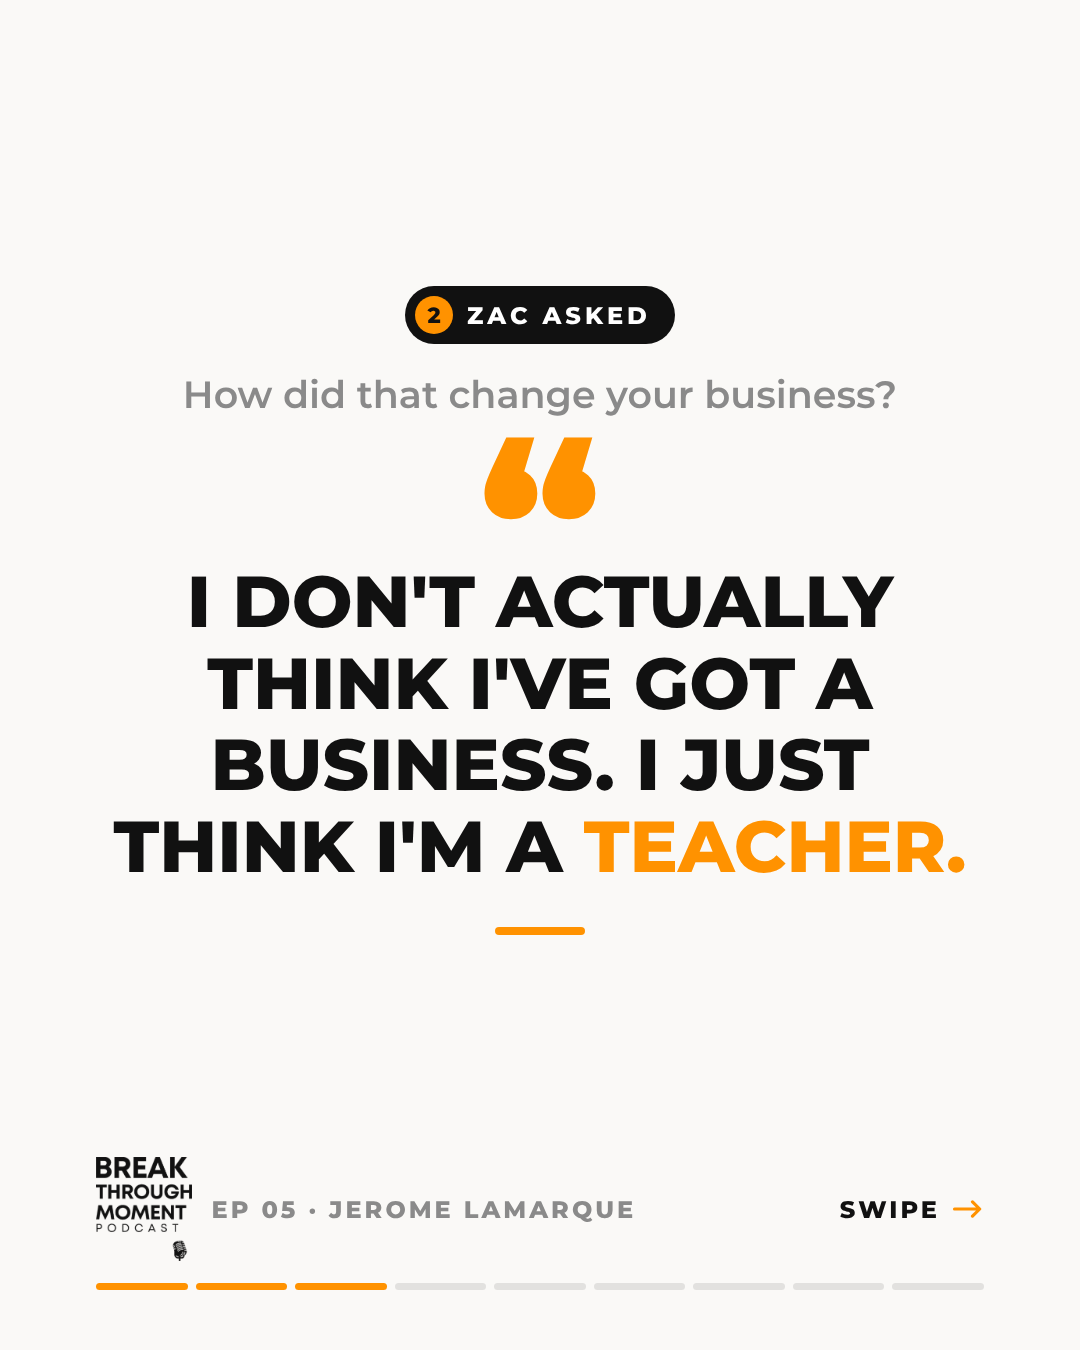 2 ZAC ASKED
How did that change your business?
“
I DON'T ACTUALLY
THINK I'VE GOT A
BUSINESS. I JUST
THINK I'M A TEACHER.
BREAK
THROUGH
MOMENT
PODCAST
EP 05 · JEROME LAMARQUE
SWIPE →